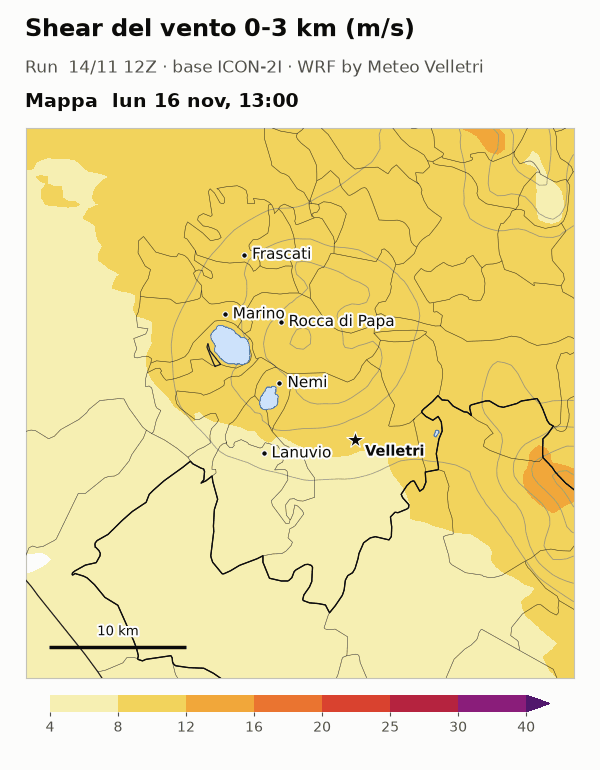 Shear del vento 0-3 km (m/s)
Run  14/11 12Z · base ICON-2I · WRF by Meteo Velletri
Mappa  lun 16 nov, 13:00
Frascati
Marino
Rocca di Papa
Nemi
Velletri
Lanuvio
10 km
4 8 12 16 20 25 30 40